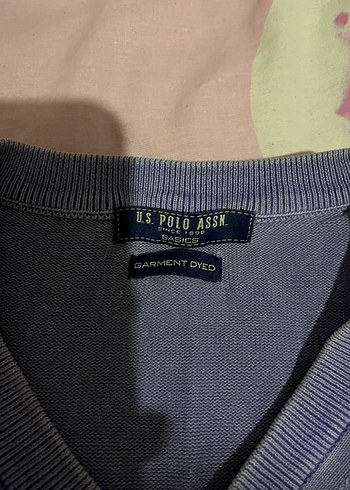 U.S. POLO ASSN.
SINCE 1890
BASICS
GARMENT DYED